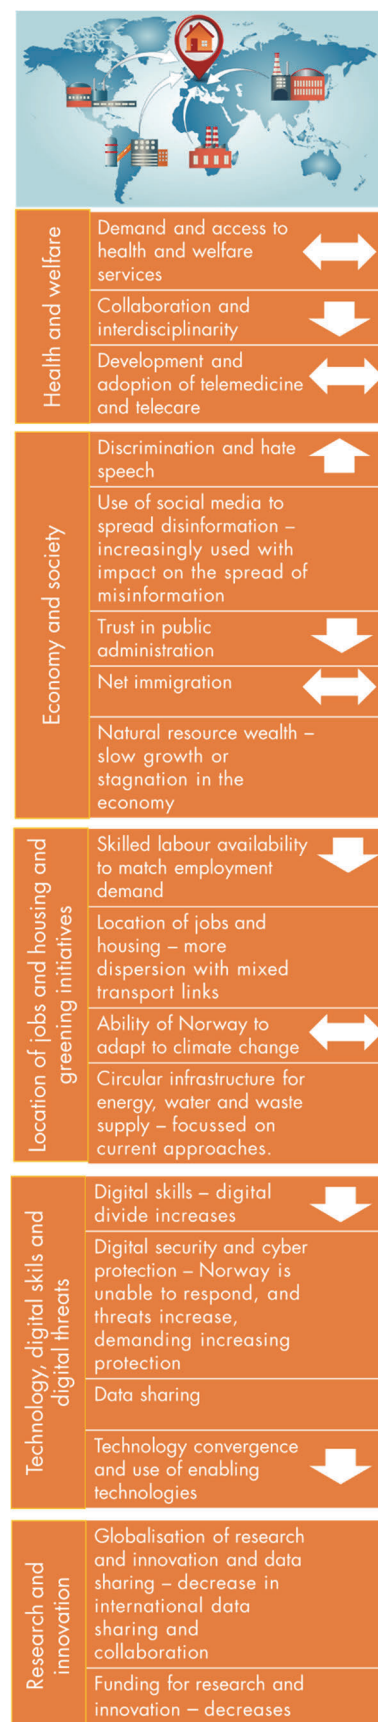 Health and welfare
Demand and access to
health and welfare
services
Collaboration and
interdisciplinarity
Development and
adoption of telemedicine
and telecare
Economy and society
Discrimination and hate
speech
Use of social media to
spread disinformation –
increasingly used with
impact on the spread of
misinformation
Trust in public
administration
Net immigration
Natural resource wealth –
slow growth or
stagnation in the
economy
Location of jobs and housing and
greening initiatives
Skilled labour availability
to match employment
demand
Location of jobs and
housing – more
dispersion with mixed
transport links
Ability of Norway to
adapt to climate change
Circular infrastructure for
energy, water and waste
supply – focussed on
current approaches.
Technology, digital skils and
digital threats
Digital skills – digital
divide increases
Digital security and cyber
protection – Norway is
unable to respond, and
threats increase,
demanding increasing
protection
Data sharing
Technology convergence
and use of enabling
technologies
Research and
innovation
Globalisation of research
and innovation and data
sharing – decrease in
international data
sharing and
collaboration
Funding for research and
innovation – decreases